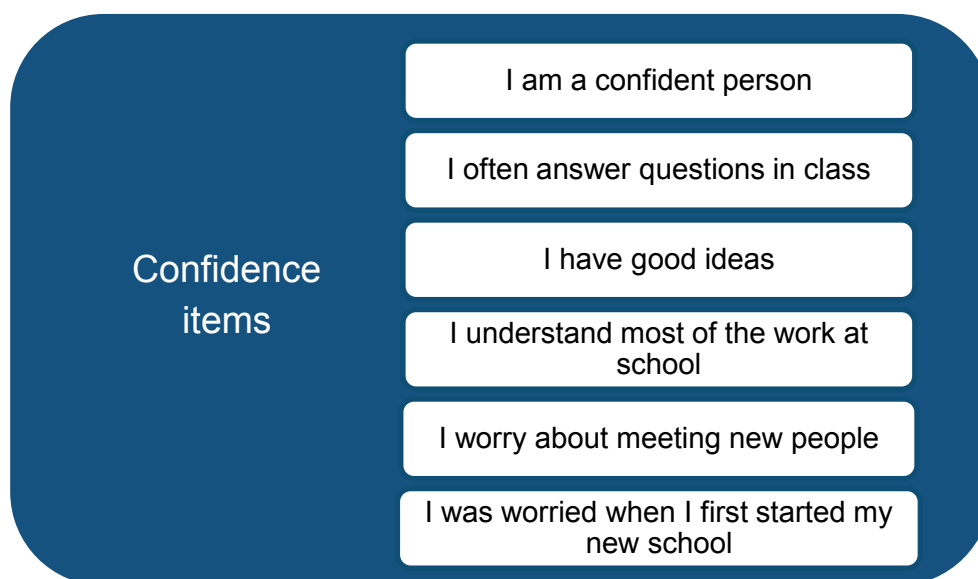 Confidence
items
I am a confident person
I often answer questions in class
I have good ideas
I understand most of the work at
school
I worry about meeting new people
I was worried when I first started my
new school